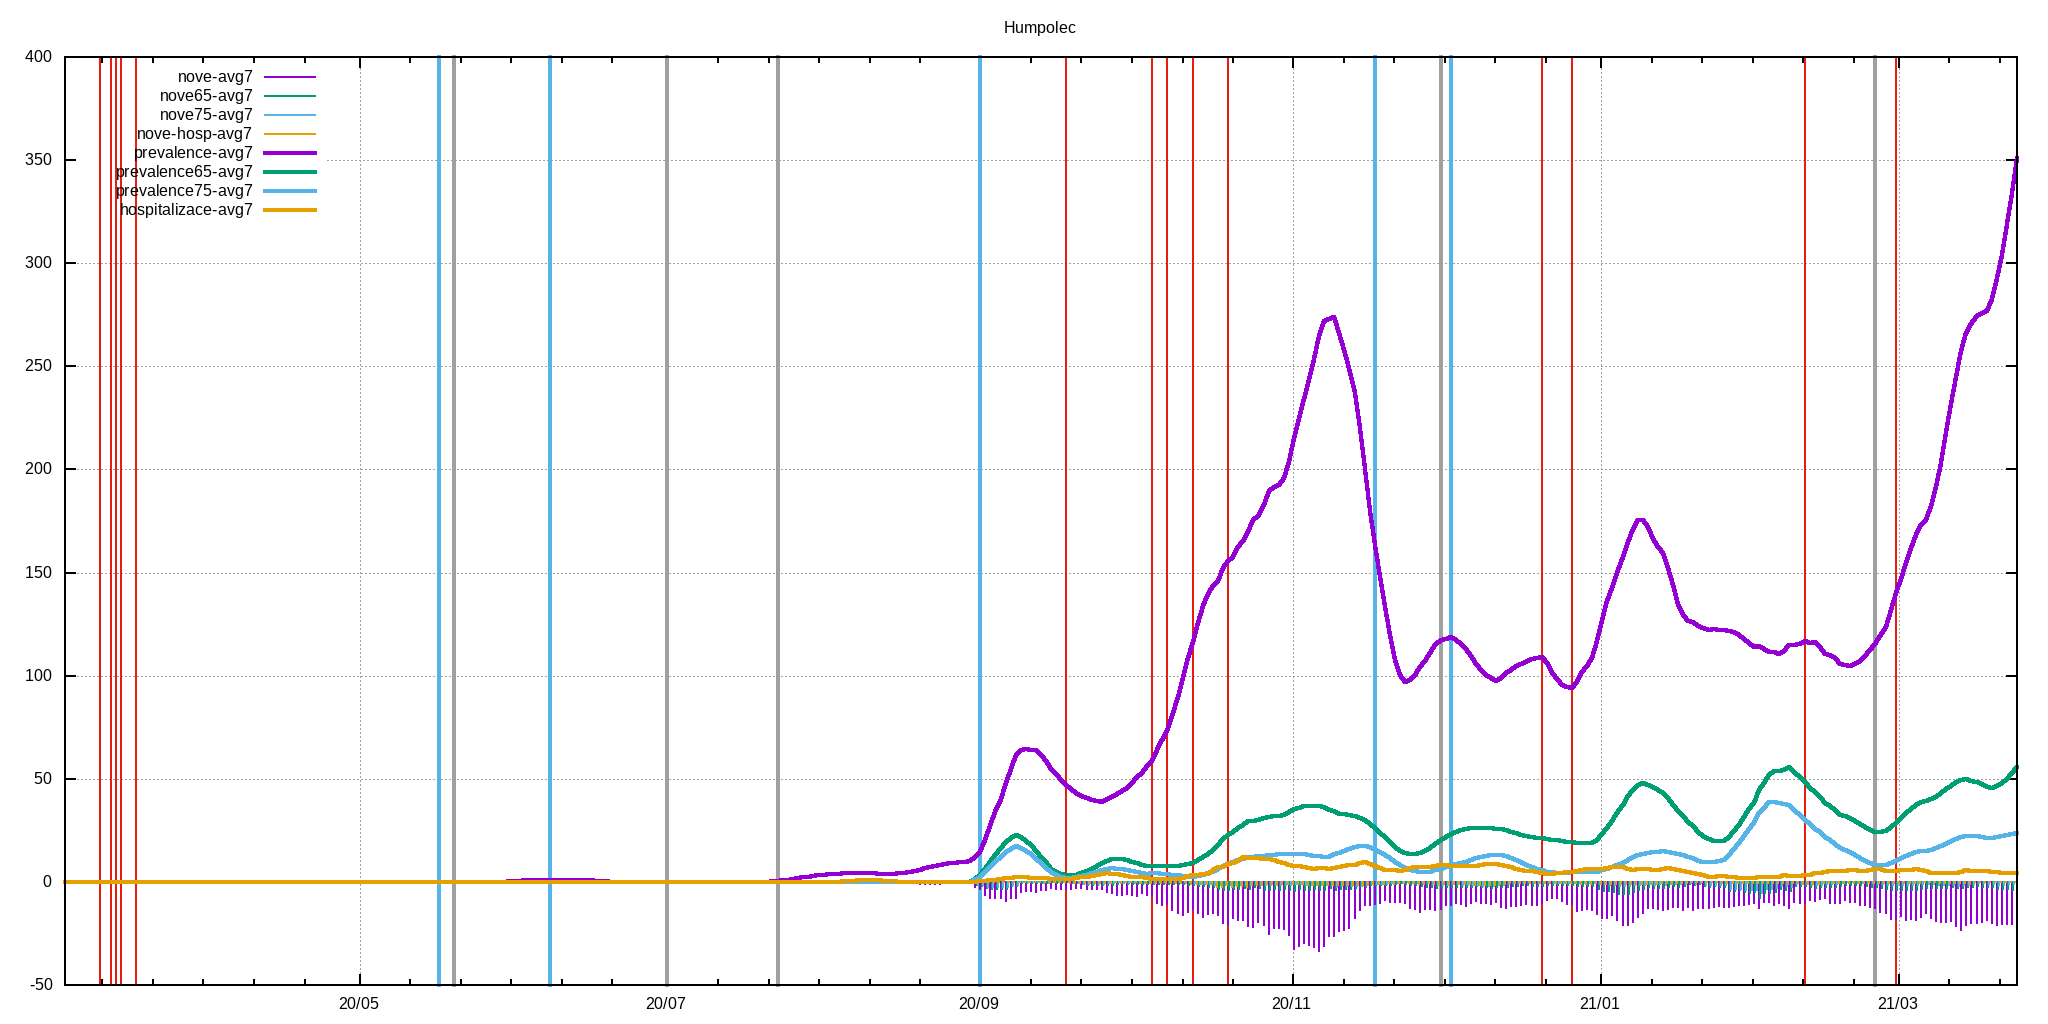 Humpolec
400
350
300
250
200
150
100
50
0
-50
nove-avg7
nove65-avg7
nove75-avg7
nove-hosp-avg7
prevalence-avg7
prevalence65-avg7
prevalence75-avg7
hospitalizace-avg7
20/05
20/07
20/09
20/11
21/01
21/03